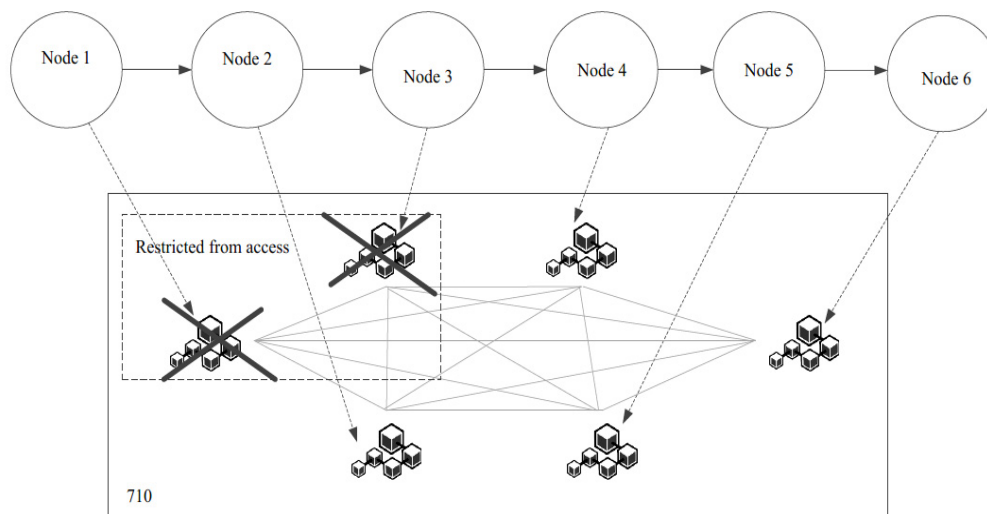 Node 1
Node 2
Node 3
Node 4
Node 5
Node 6
Restricted from access
710